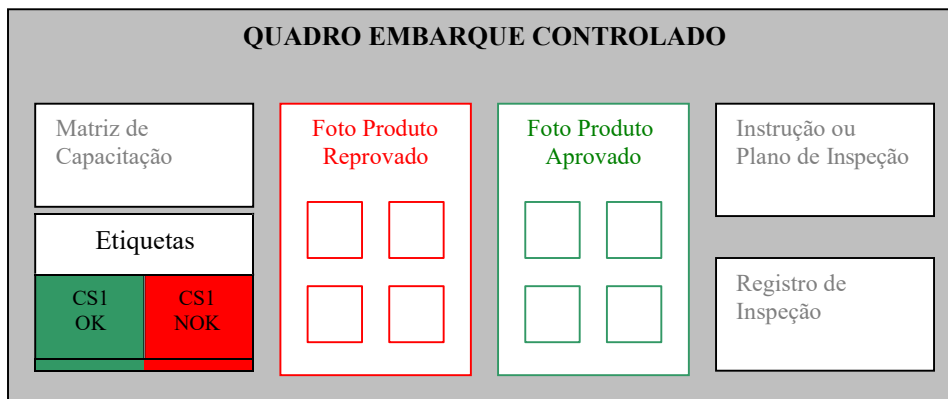 QUADRO EMBARQUE CONTROLADO
Matriz de
Capacitação
Etiquetas
CS1
OK
CS1
NOK
Foto Produto
Reprovado
Foto Produto
Aprovado
Instrução ou
Plano de Inspeção
Registro de
Inspeção